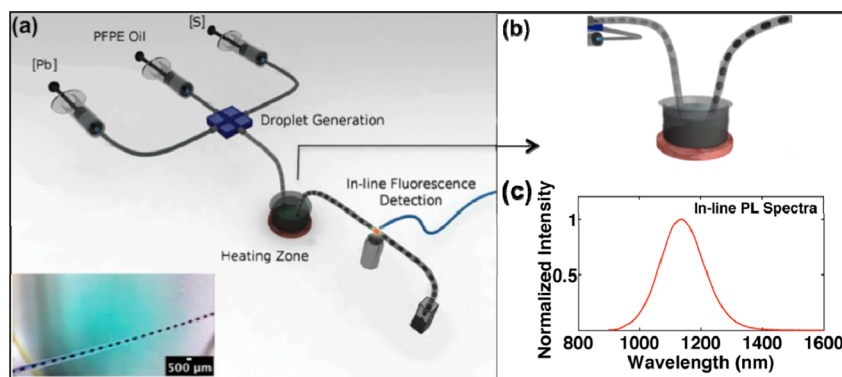 (a)
[S]
PFPE Oil
[Pb]
Droplet Generation
In-line Fluorescence
Detection
Heating Zone
500 µm
(b)
(c)
In-line PL Spectra
Normalized Intensity
1
0.5
800 1000 1200 1400 1600
Wavelength (nm)